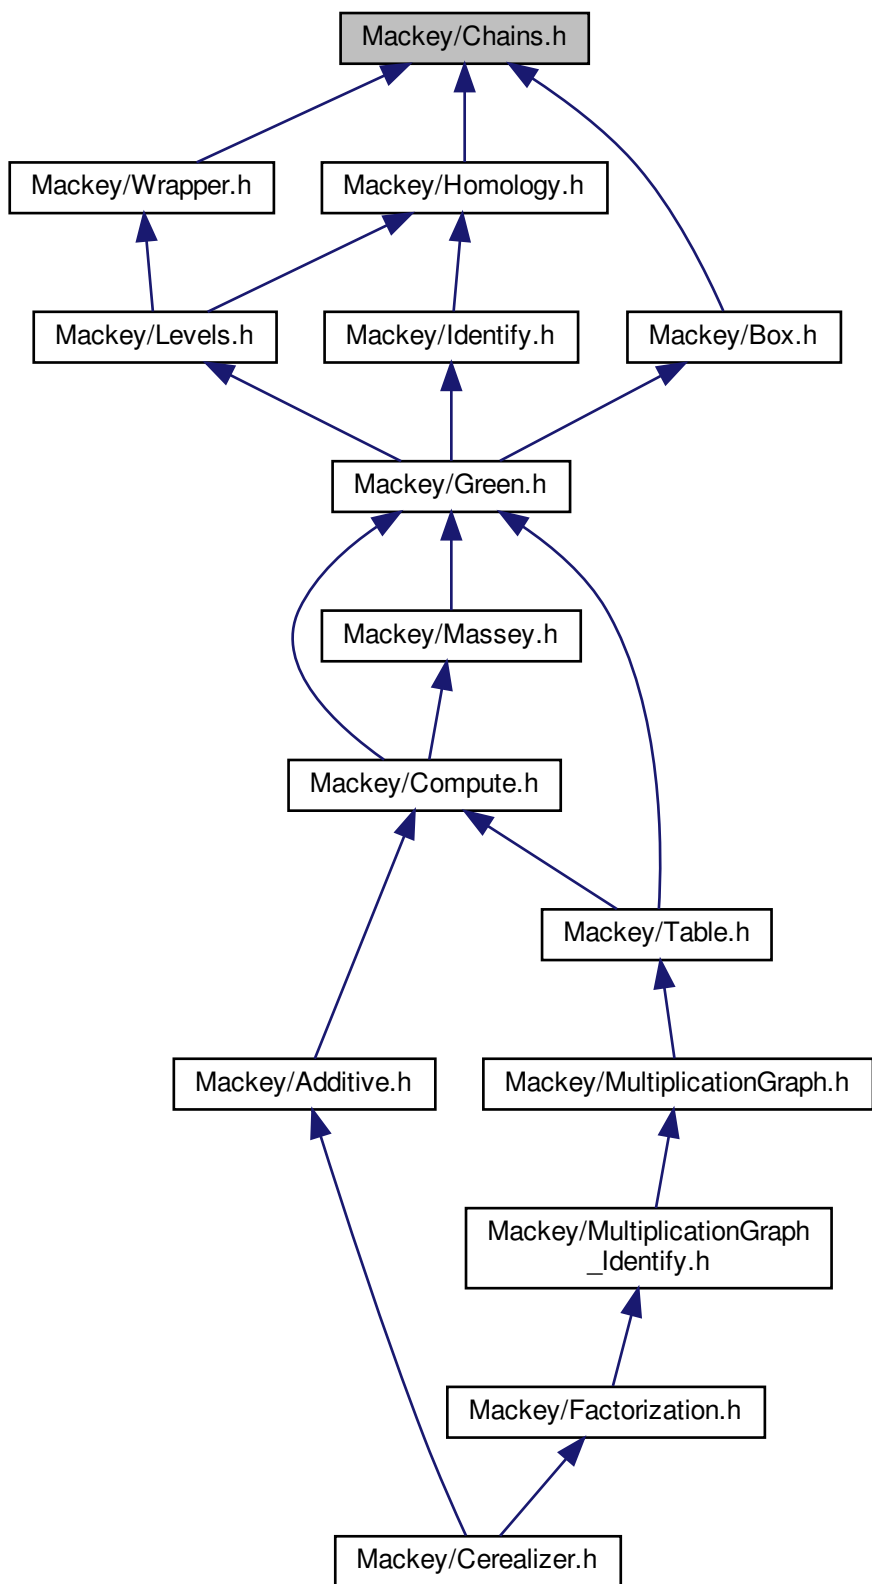 Mackey/Chains.h
Mackey/Wrapper.h
Mackey/Homology.h
Mackey/Levels.h
Mackey/Identify.h
Mackey/Box.h
Mackey/Green.h
Mackey/Massey.h
Mackey/Compute.h
Mackey/Table.h
Mackey/Additive.h
Mackey/MultiplicationGraph.h
Mackey/MultiplicationGraph
_Identify.h
Mackey/Factorization.h
Mackey/Cerealizer.h